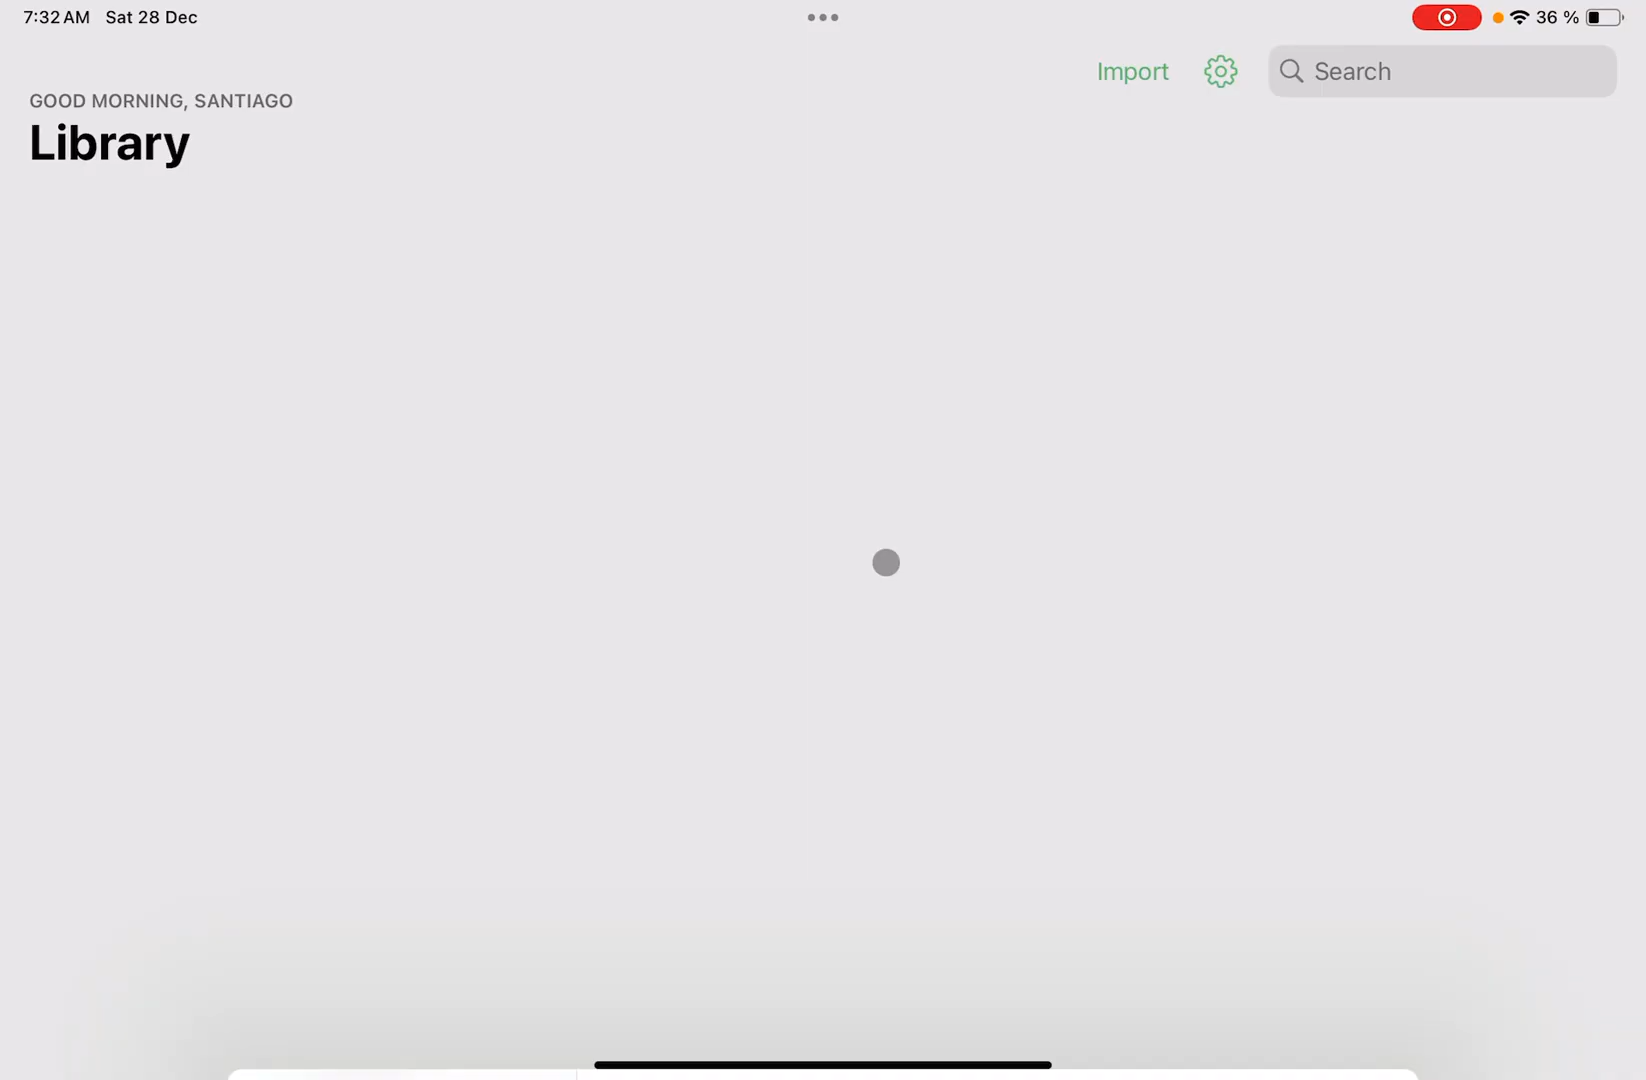 7:32 AM Sat 28 Dec
36 %
Import
Search
GOOD MORNING, SANTIAGO
Library